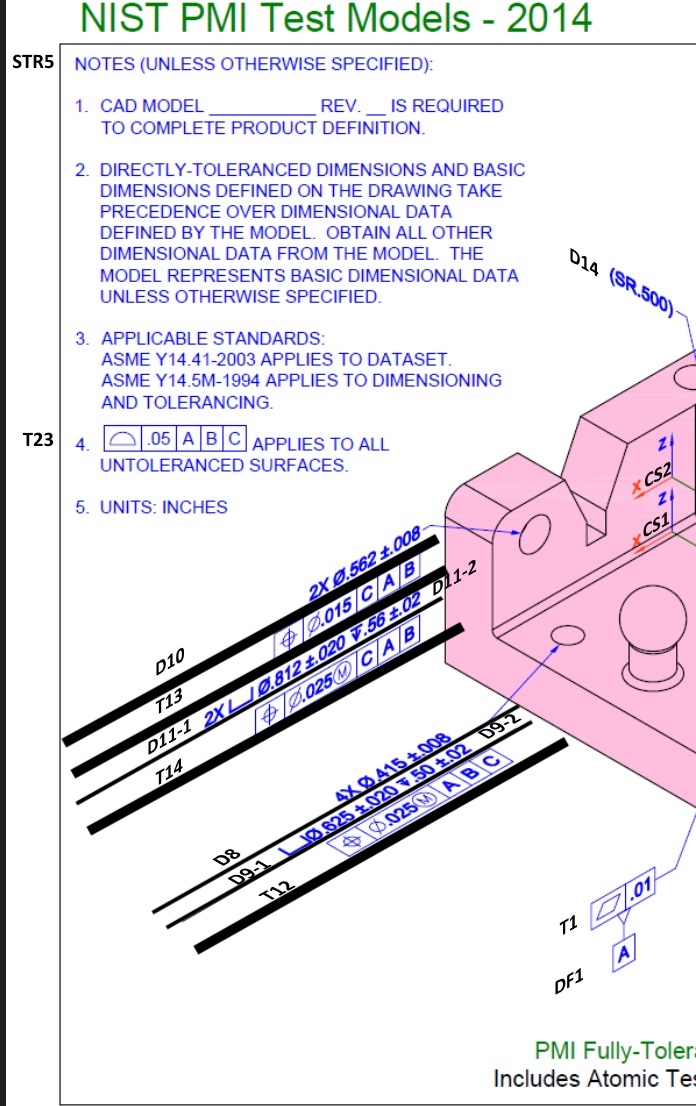 NIST PMI Test Models - 2014
STR5
NOTES (UNLESS OTHERWISE SPECIFIED):
1. CAD MODEL __________ REV. __ IS REQUIRED
TO COMPLETE PRODUCT DEFINITION.
2. DIRECTLY-TOLERANCED DIMENSIONS AND BASIC
DIMENSIONS DEFINED ON THE DRAWING TAKE
PRECEDENCE OVER DIMENSIONAL DATA
DEFINED BY THE MODEL. OBTAIN ALL OTHER
DIMENSIONAL DATA FROM THE MODEL. THE
MODEL REPRESENTS BASIC DIMENSIONAL DATA
UNLESS OTHERWISE SPECIFIED.
3. APPLICABLE STANDARDS:
ASME Y14.41-2003 APPLIES TO DATASET.
ASME Y14.5M-1994 APPLIES TO DIMENSIONING
AND TOLERANCING.
T23
4. ⌓ .05 A B C APPLIES TO ALL
UNTOLERANCED SURFACES.
5. UNITS: INCHES
D14 (SR.500)
Z
X CS2
Z
X CS1
D10 2X Ø.562 ±.008
T13 ⌖ Ø.015 C A B
D11-1 2X ⌴ Ø.812 ±.020 ↧.56 ±.02 D11-2
T14 ⌖ Ø.025 Ⓜ C A B
D8 4X Ø.415 ±.008
D9-1 ⌴Ø.625 ±.020 ↧.50 ±.02 D9-2
T12 ⌖ Ø.025 Ⓜ A B C
T1 ⏥ .01
DF1 A
PMI Fully-Tolera
Includes Atomic Tes